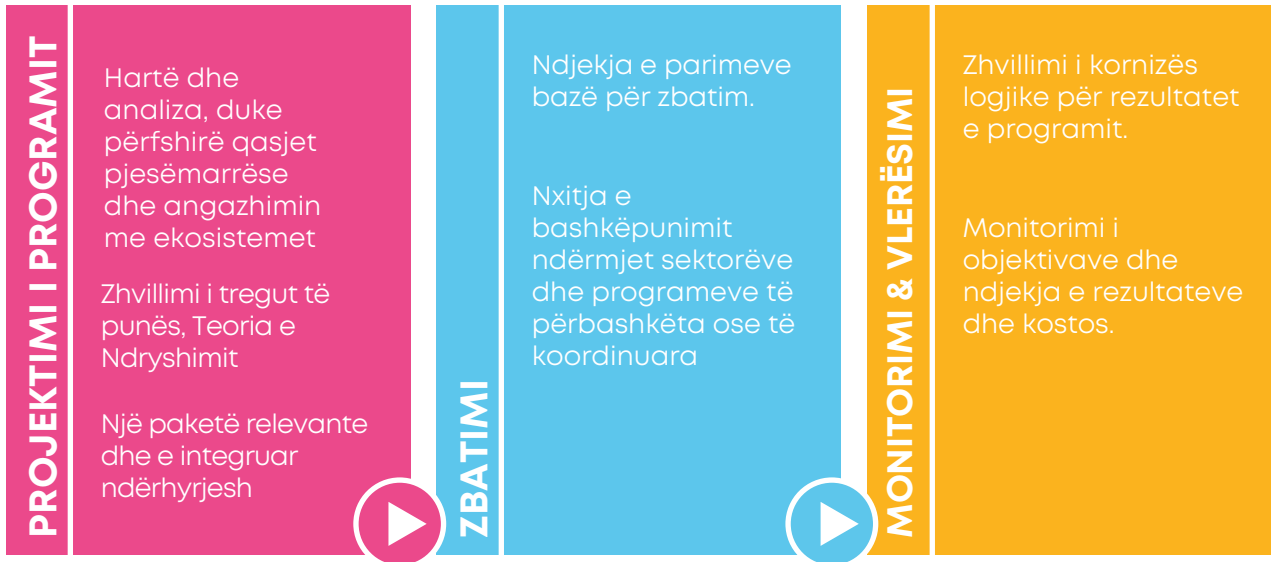 PROJEKTIMI I PROGRAMIT
Hartë dhe
analiza, duke
përfshirë qasjet
pjesëmarrëse
dhe angazhimin
me ekosistemet
Zhvillimi i tregut të
punës, Teoria e
Ndryshimit
Një paketë relevante
dhe e integruar
ndërhyrjesh
ZBATIMI
Ndjekja e parimeve
bazë për zbatim.
Nxitja e
bashkëpunimit
ndërmjet sektorëve
dhe programeve të
përbashkëta ose të
koordinuara
MONITORIMI & VLERËSIMI
Zhvillimi i kornizës
logjike për rezultatet
e programit.
Monitorimi i
objektivave dhe
ndjekja e rezultateve
dhe kostos.